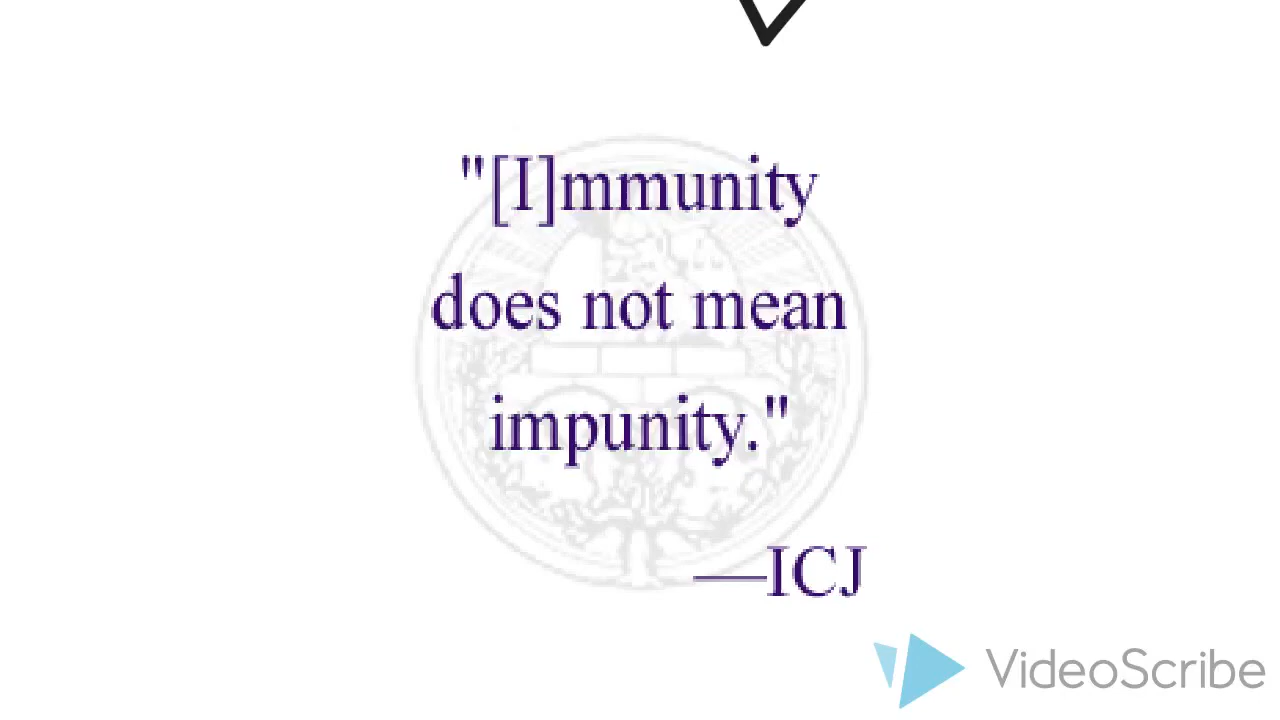 "[I]mmunity
does not mean
impunity."
—ICJ
VideoScribe